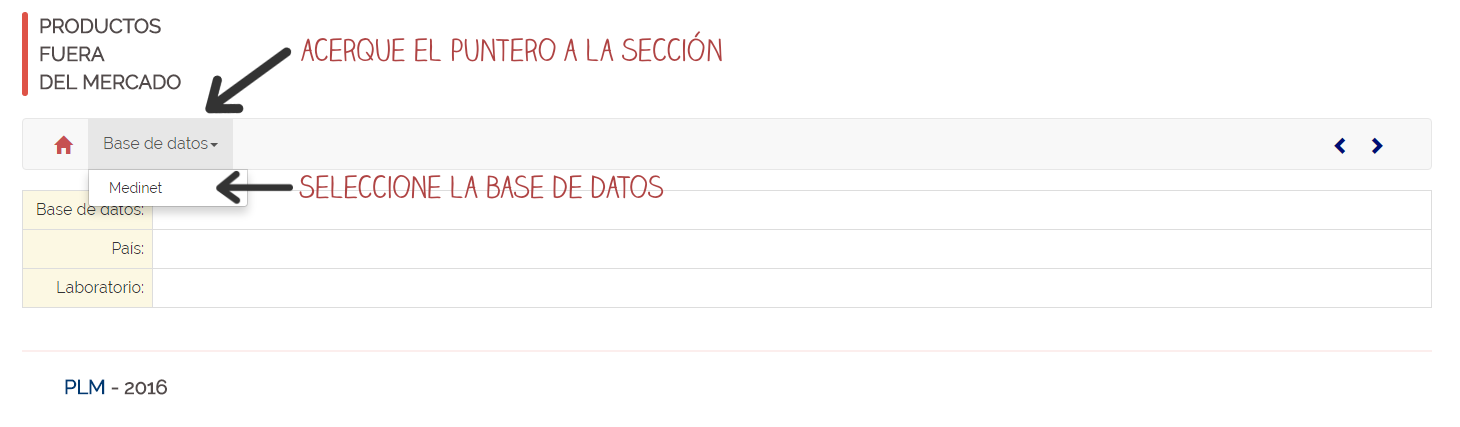 PRODUCTOS
FUERA
DEL MERCADO
ACERQUE EL PUNTERO A LA SECCIÓN
Base de datos
Medinet
SELECCIONE LA BASE DE DATOS
Base de datos:
País:
Laboratorio:
PLM - 2016